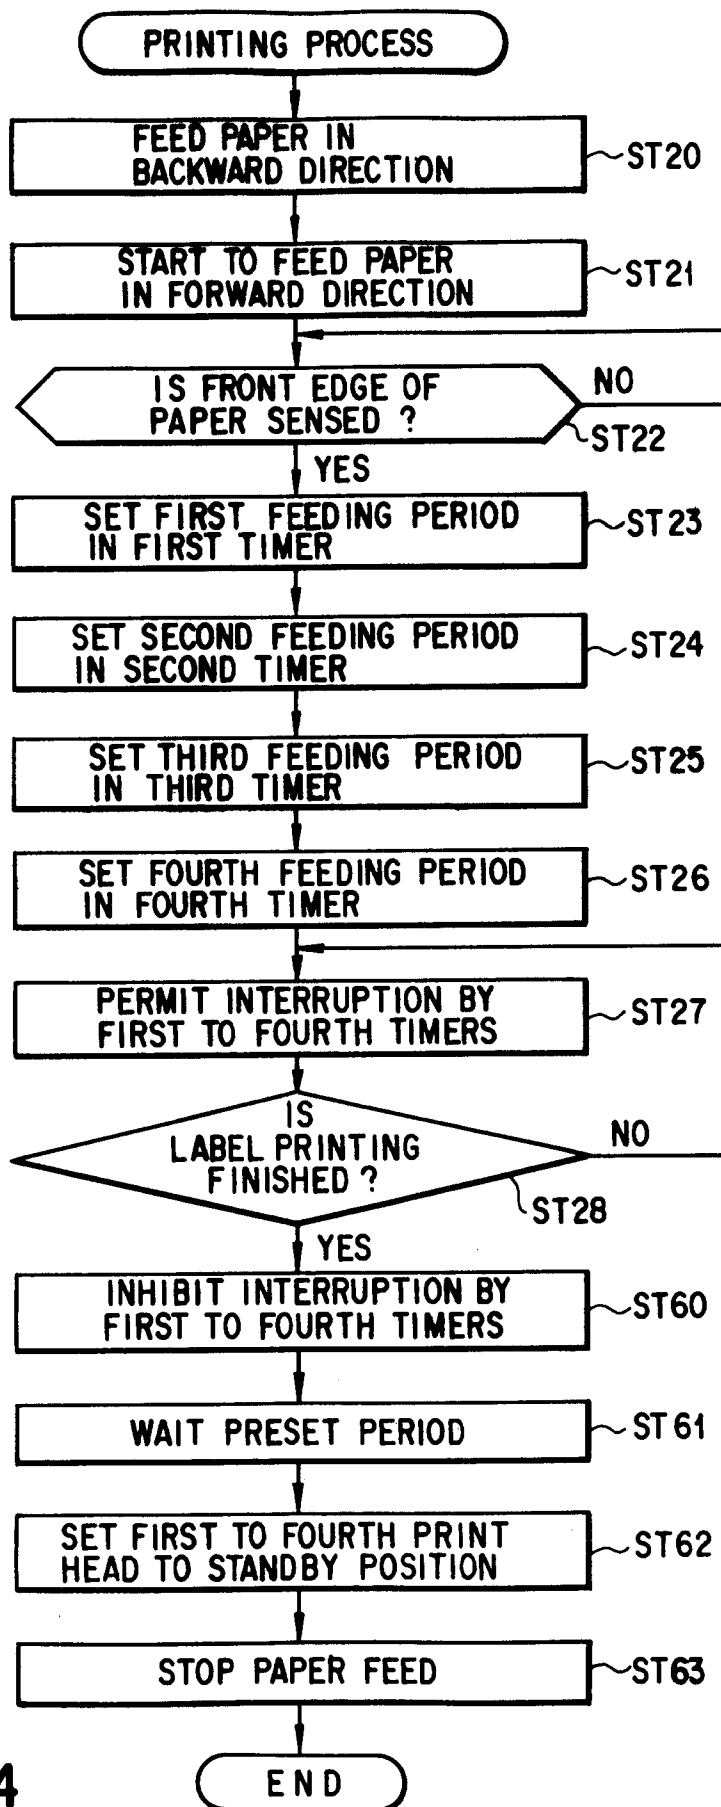 PRINTING PROCESS
FEED PAPER IN
BACKWARD DIRECTION
ST20
START TO FEED PAPER
IN FORWARD DIRECTION
ST21
IS FRONT EDGE OF
PAPER SENSED ?
NO
ST22
YES
SET FIRST FEEDING PERIOD
IN FIRST TIMER
ST23
SET SECOND FEEDING PERIOD
IN SECOND TIMER
ST24
SET THIRD FEEDING PERIOD
IN THIRD TIMER
ST25
SET FOURTH FEEDING PERIOD
IN FOURTH TIMER
ST26
PERMIT INTERRUPTION BY
FIRST TO FOURTH TIMERS
ST27
IS
LABEL PRINTING
FINISHED ?
NO
ST28
YES
INHIBIT INTERRUPTION BY
FIRST TO FOURTH TIMERS
ST60
WAIT PRESET PERIOD
ST61
SET FIRST TO FOURTH PRINT
HEAD TO STANDBY POSITION
ST62
STOP PAPER FEED
ST63
END
4